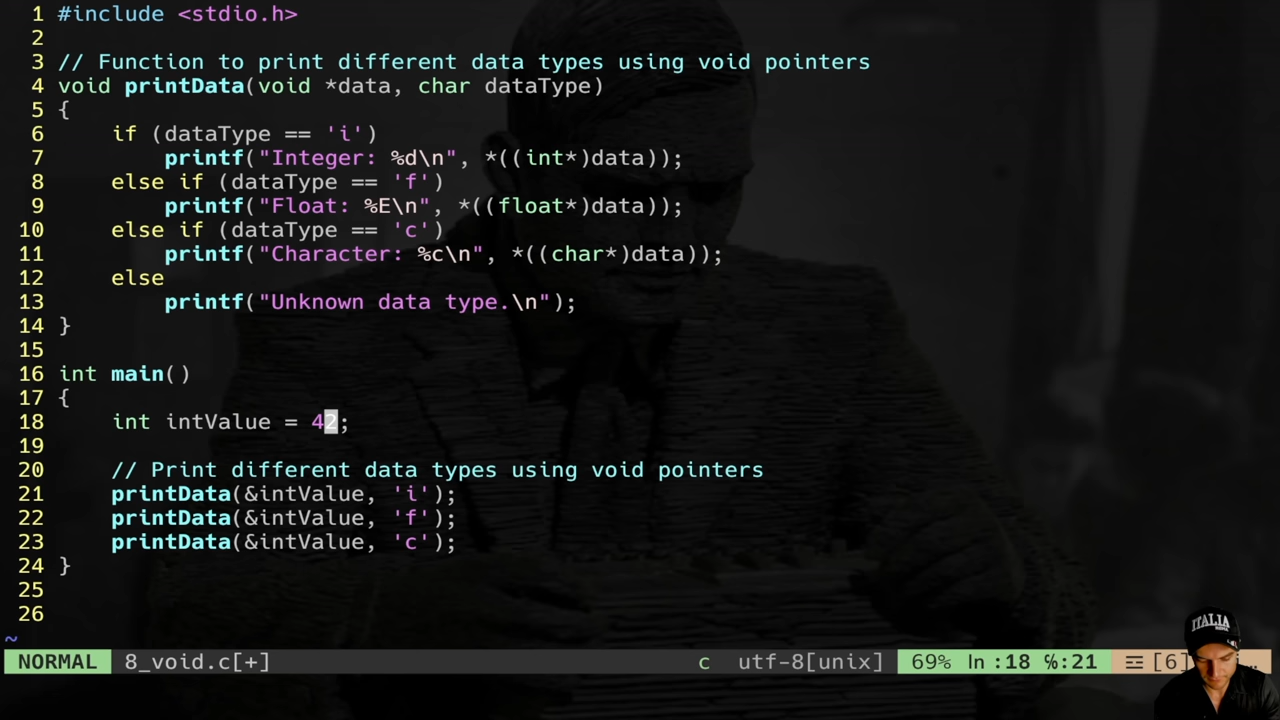 1 #include <stdio.h>
2
3 // Function to print different data types using void pointers
4 void printData(void *data, char dataType)
5 {
6     if (dataType == 'i')
7         printf("Integer: %d\n", *((int*)data));
8     else if (dataType == 'f')
9         printf("Float: %E\n", *((float*)data));
10     else if (dataType == 'c')
11         printf("Character: %c\n", *((char*)data));
12     else
13         printf("Unknown data type.\n");
14 }
15
16 int main()
17 {
18     int intValue = 42;
19
20     // Print different data types using void pointers
21     printData(&intValue, 'i');
22     printData(&intValue, 'f');
23     printData(&intValue, 'c');
24 }
25
26
~
NORMAL 8_void.c[+] c utf-8[unix] 69% ln :18 ℅:21 ☲ [6]
ITALIA